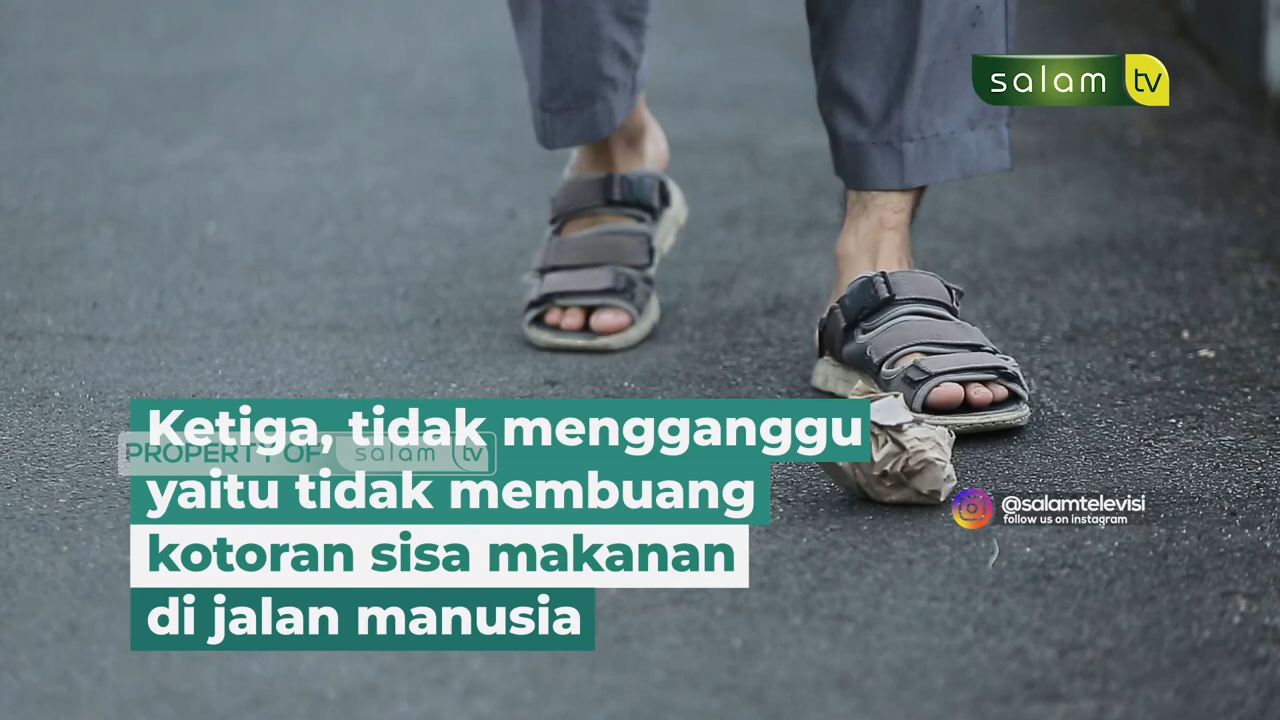 salam tv
Ketiga, tidak mengganggu
PROPERTY OF salam tv
yaitu tidak membuang
kotoran sisa makanan
di jalan manusia
@salamtelevisi
follow us on instagram